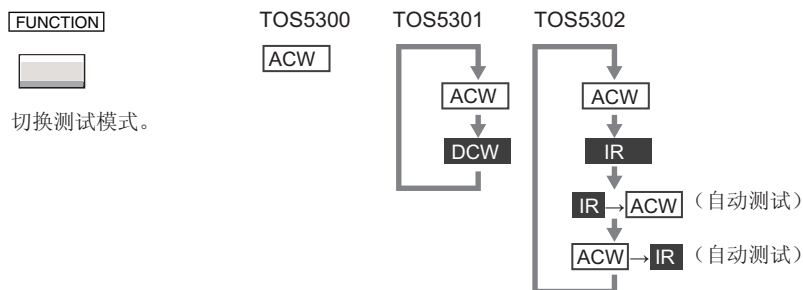 FUNCTION
切换测试模式。
TOS5300 TOS5301 TOS5302
ACW
ACW
DCW
ACW
IR
IR→ACW（自动测试）
ACW→IR（自动测试）